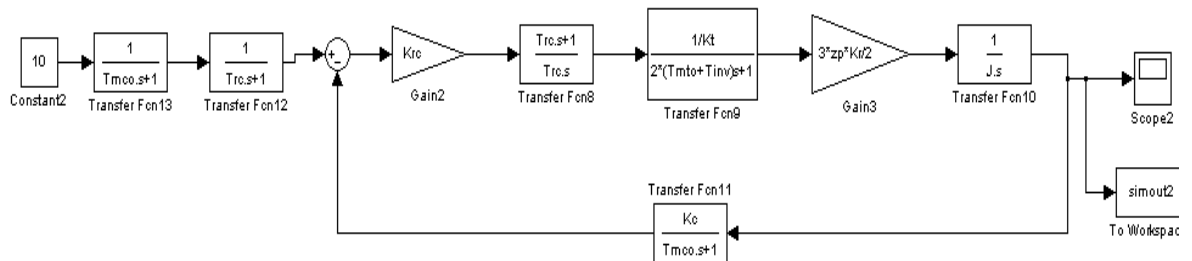 10
Constant2
1
Tmco.s+1
Transfer Fcn13
1
Trc.s+1
Transfer Fcn12
+
-
Krc
Gain2
Trc.s+1
Trc.s
Transfer Fcn8
1/Kt
2*(Tmto+Tinv)s+1
Transfer Fcn9
3*zp*Kr/2
Gain3
1
J.s
Transfer Fcn10
Scope2
simout2
To Workspac
Transfer Fcn11
Kc
Tmco.s+1